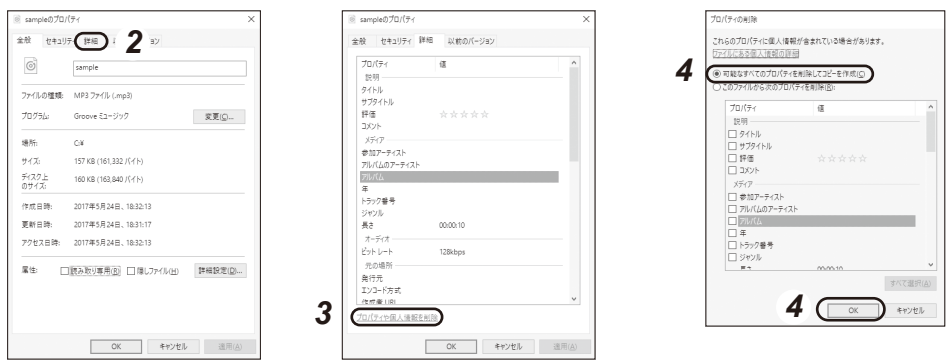 sampleのプロパティ
全般 セキュリティ 詳細
2
sample
ファイルの種類: MP3 ファイル (.mp3)
プログラム: Groove ミュージック 変更(C)...
場所: C:¥
サイズ: 157 KB (161,332 バイト)
ディスク上
のサイズ: 160 KB (163,840 バイト)
作成日時: 2017年5月24日、18:32:13
更新日時: 2017年5月24日、18:31:17
アクセス日時: 2017年5月24日、18:32:13
属性: 読み取り専用(R) 隠しファイル(H) 詳細設定(D)...
OK キャンセル 適用(A)
sampleのプロパティ
全般 セキュリティ 詳細 以前のバージョン
プロパティ 値
説明
タイトル
サブタイトル
評価 ☆☆☆☆☆
コメント
メディア
参加アーティスト
アルバムのアーティスト
アルバム
年
トラック番号
ジャンル
長さ 00:00:10
オーディオ
ビット レート 128kbps
元の場所
発行元
エンコード方式
作成者 URL
3
プロパティや個人情報を削除
OK キャンセル 適用(A)
プロパティの削除
これらのプロパティに個人情報が含まれている場合があります。
ファイルにある個人情報の詳細
4
可能なすべてのプロパティを削除してコピーを作成(C)
このファイルから次のプロパティを削除(R):
プロパティ 値
説明
タイトル
サブタイトル
評価 ☆☆☆☆☆
コメント
メディア
参加アーティスト
アルバムのアーティスト
アルバム
年
トラック番号
ジャンル
長さ 00:00:10
すべて選択(A)
4
OK キャンセル